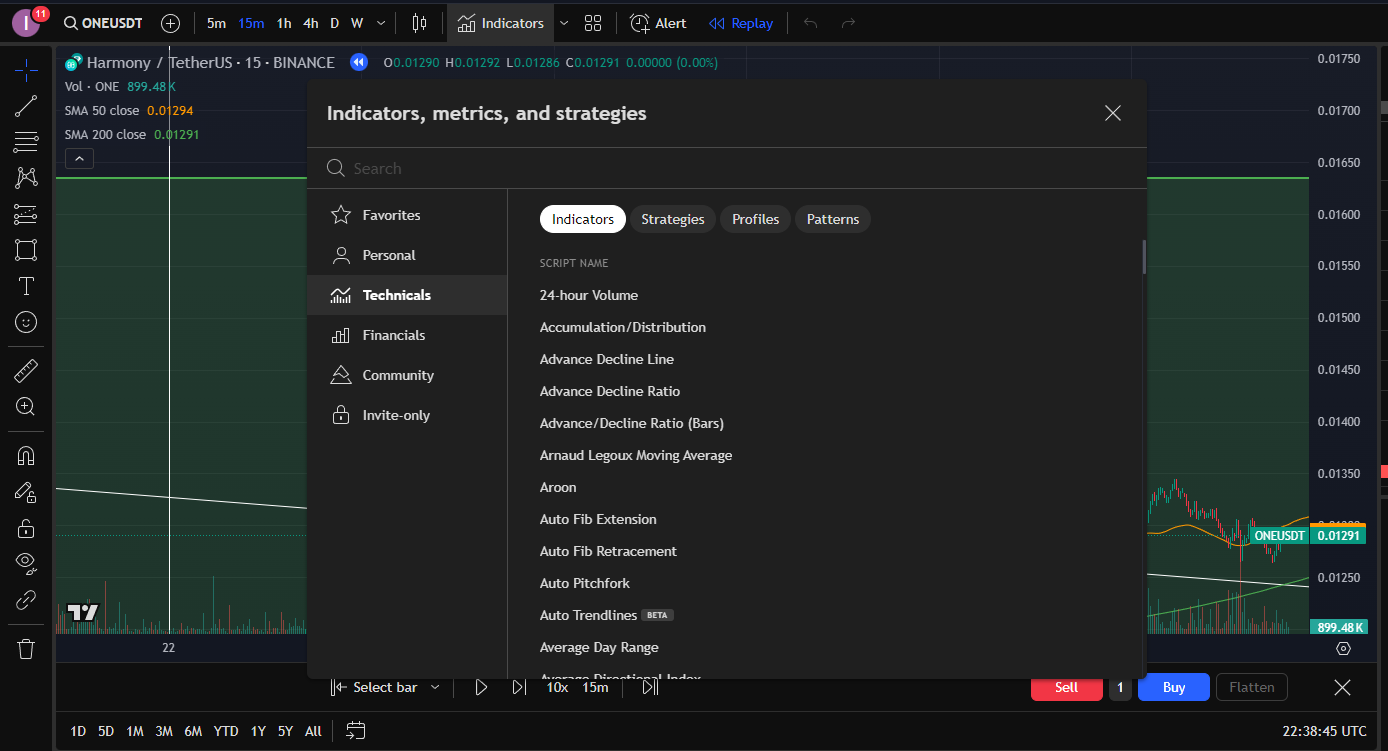 I
11
ONEUSDT 5m 15m 1h 4h D W Indicators Alert Replay
Harmony / TetherUS · 15 · BINANCE O0.01290 H0.01292 L0.01286 C0.01291 0.00000 (0.00%)
Vol · ONE 899.48 K
SMA 50 close 0.01294
SMA 200 close 0.01291
Indicators, metrics, and strategies
Search
Favorites
Personal
Technicals
Financials
Community
Invite-only
Indicators Strategies Profiles Patterns
SCRIPT NAME
24-hour Volume
Accumulation/Distribution
Advance Decline Line
Advance Decline Ratio
Advance/Decline Ratio (Bars)
Arnaud Legoux Moving Average
Aroon
Auto Fib Extension
Auto Fib Retracement
Auto Pitchfork
Auto Trendlines BETA
Average Day Range
Average Directional Index
0.01750
0.01700
0.01650
0.01600
0.01550
0.01500
0.01450
0.01400
0.01350
ONEUSDT 0.01291
0.01250
899.48 K
22
Select bar 10x 15m Sell 1 Buy Flatten
1D 5D 1M 3M 6M YTD 1Y 5Y All 22:38:45 UTC